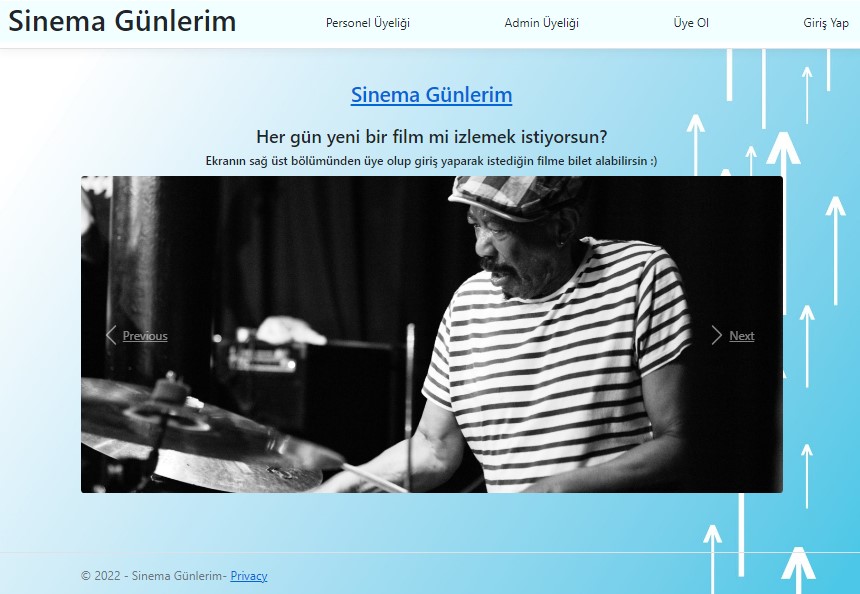 Sinema Günlerim
Personel Üyeliği
Admin Üyeliği
Üye Ol
Giriş Yap
Sinema Günlerim
Her gün yeni bir film mi izlemek istiyorsun?
Ekranın sağ üst bölümünden üye olup giriş yaparak istediğin filme bilet alabilirsin :)
Previous
Next
© 2022 - Sinema Günlerim- Privacy